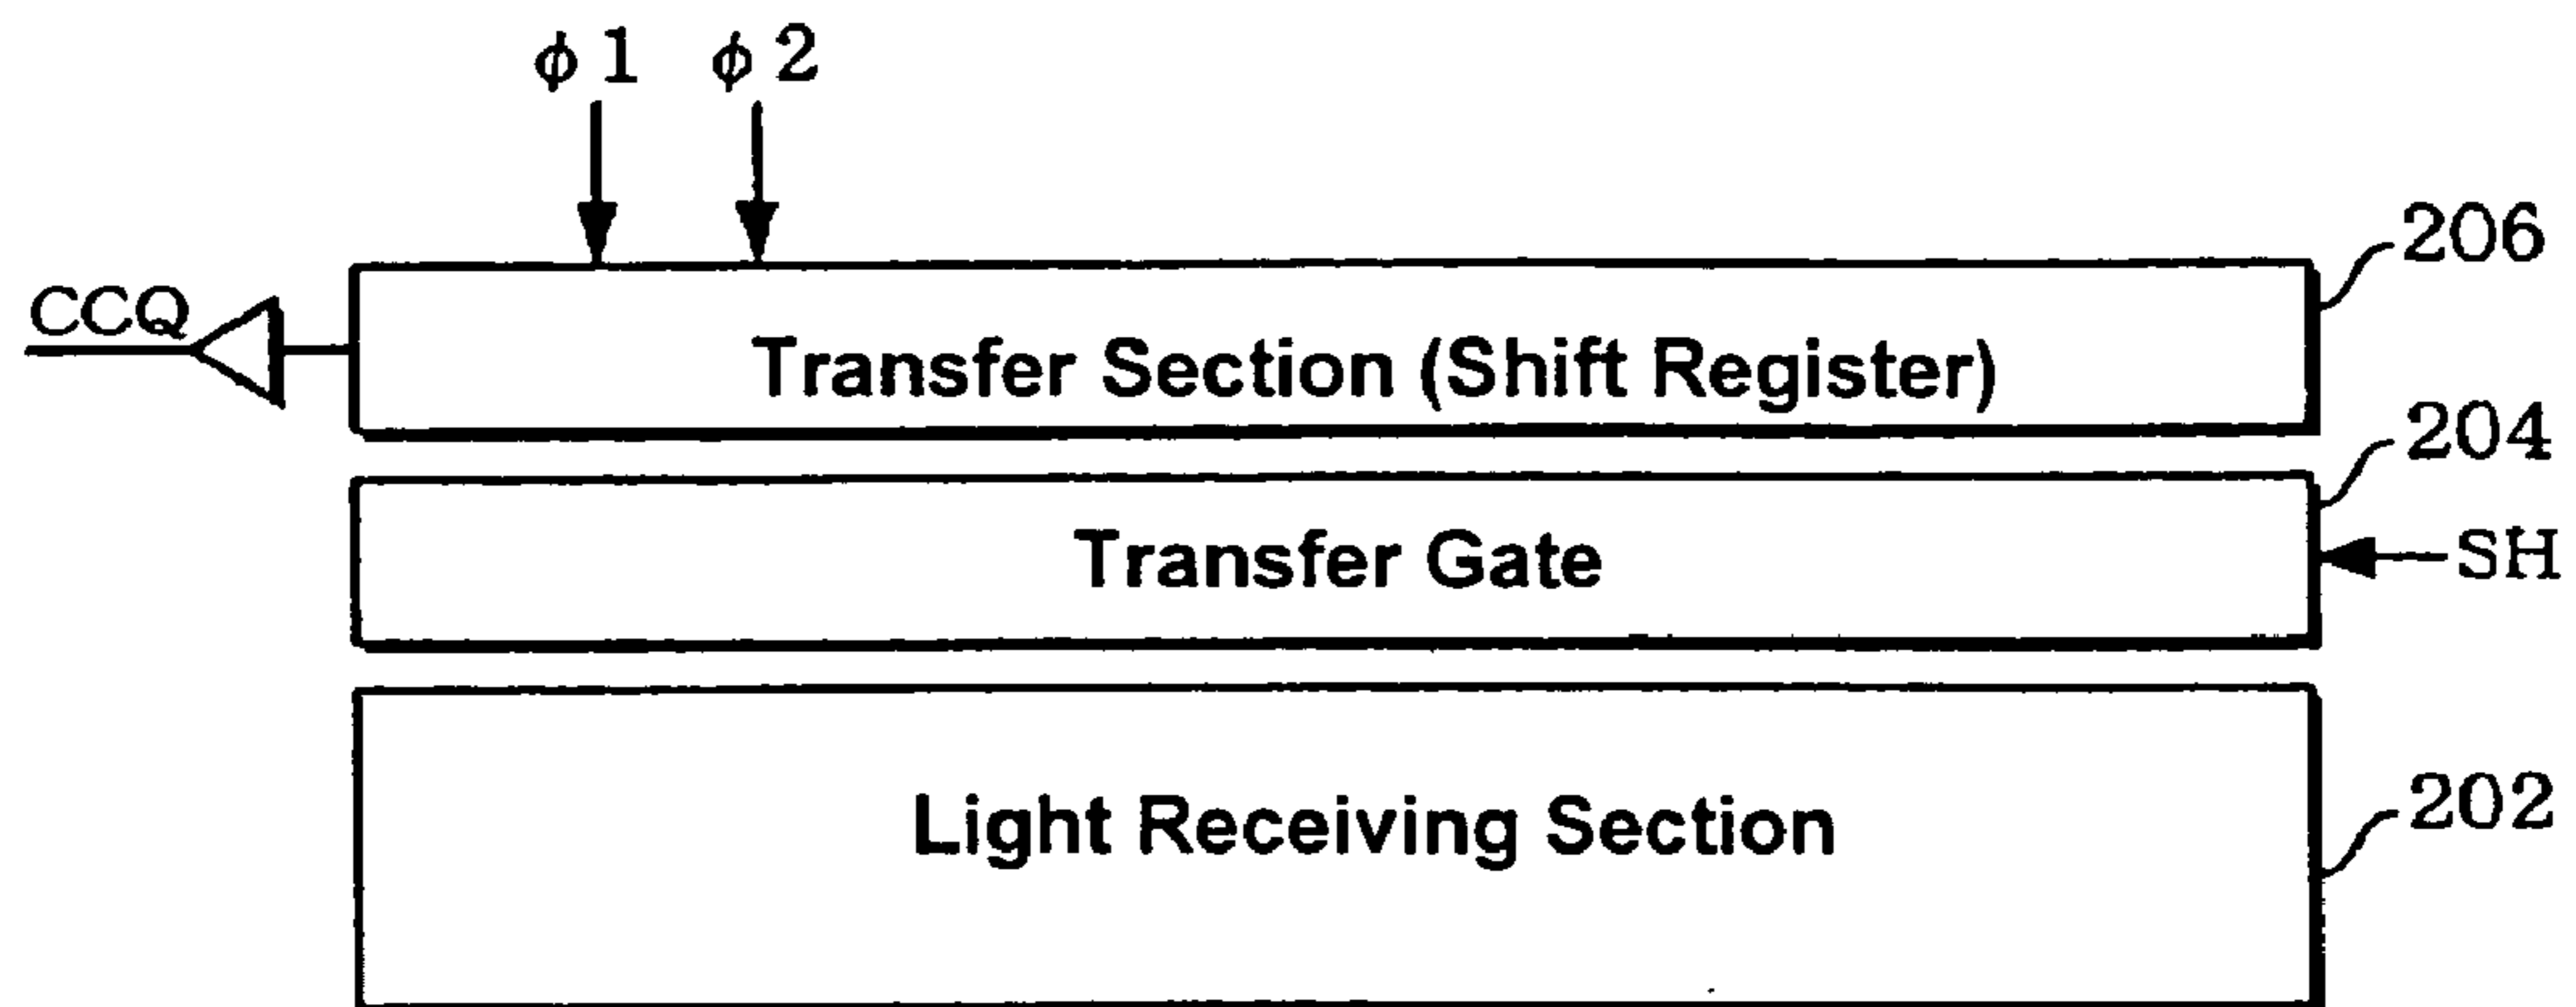 φ1 φ2
206
CCQ
Transfer Section (Shift Register)
204
Transfer Gate
SH
202
Light Receiving Section